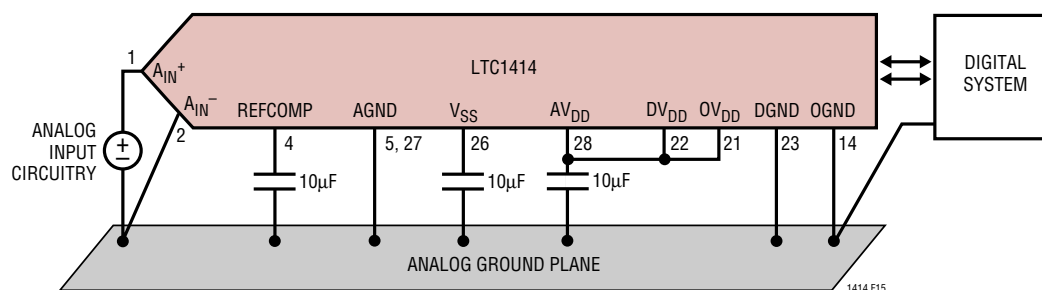 1
A_IN+
LTC1414
DIGITAL
SYSTEM
A_IN−
REFCOMP
AGND
V_SS
AV_DD
DV_DD
OV_DD
DGND
OGND
2
4
5, 27
26
28
22
21
23
14
ANALOG
INPUT
CIRCUITRY
+
−
10µF
10µF
10µF
ANALOG GROUND PLANE
1414 F15